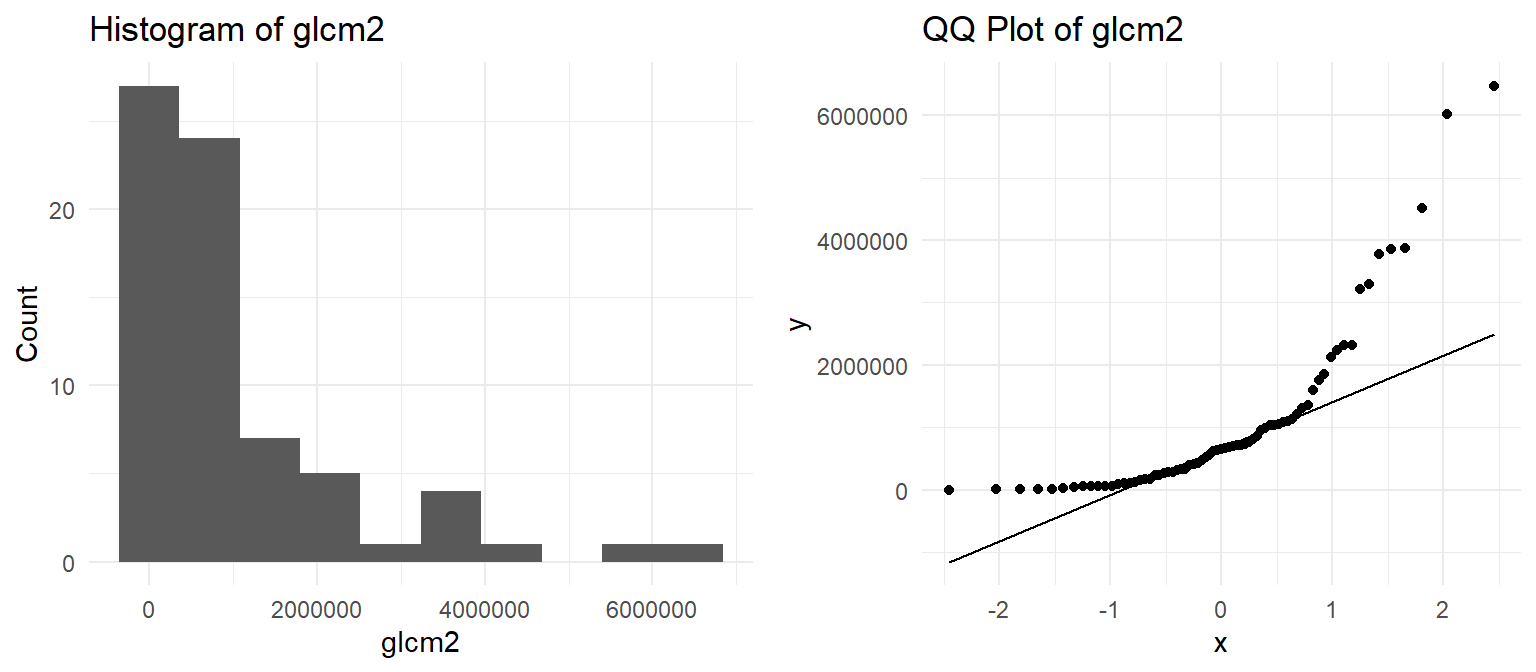 Histogram of glcm2
20
10
0
Count
0 2000000 4000000 6000000
glcm2
QQ Plot of glcm2
6000000
4000000
2000000
0
y
-2 -1 0 1 2
x